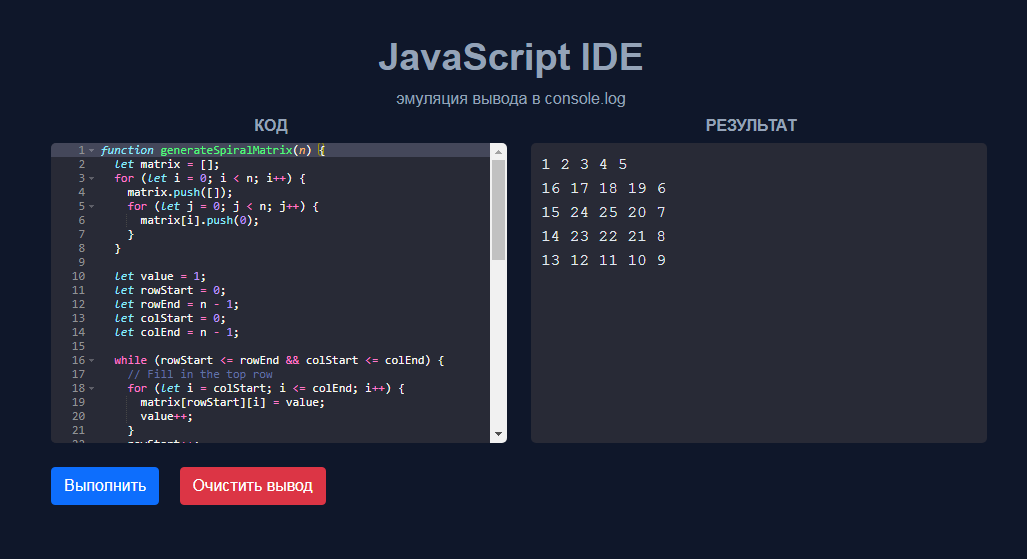 JavaScript IDE
эмуляция вывода в console.log
КОД
1 function generateSpiralMatrix(n) {
2 let matrix = [];
3 for (let i = 0; i < n; i++) {
4 matrix.push([]);
5 for (let j = 0; j < n; j++) {
6 matrix[i].push(0);
7 }
8 }
9
10 let value = 1;
11 let rowStart = 0;
12 let rowEnd = n - 1;
13 let colStart = 0;
14 let colEnd = n - 1;
15
16 while (rowStart <= rowEnd && colStart <= colEnd) {
17 // Fill in the top row
18 for (let i = colStart; i <= colEnd; i++) {
19 matrix[rowStart][i] = value;
20 value++;
21 }
РЕЗУЛЬТАТ
1 2 3 4 5
16 17 18 19 6
15 24 25 20 7
14 23 22 21 8
13 12 11 10 9
Выполнить
Очистить вывод